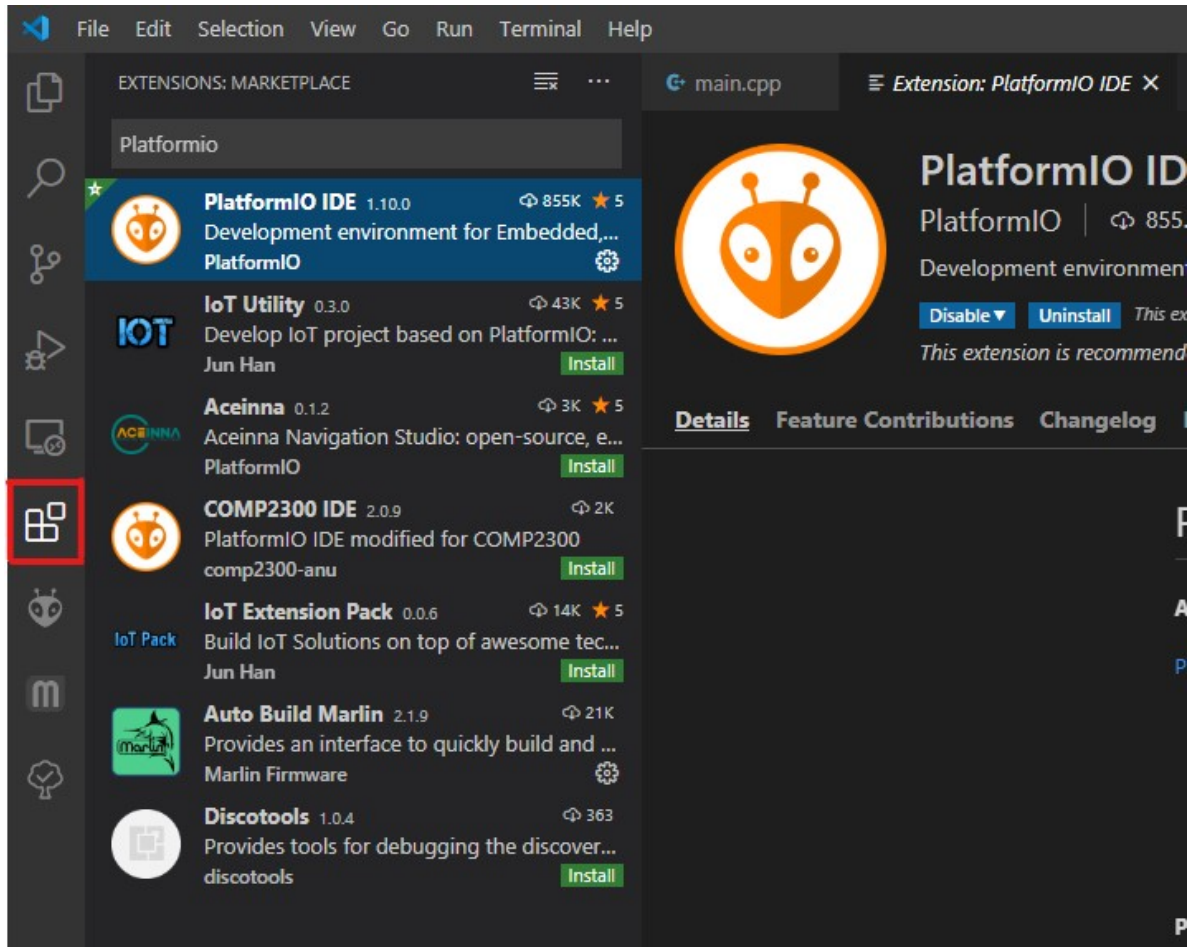 File Edit Selection View Go Run Terminal Help
EXTENSIONS: MARKETPLACE
Platformio
PlatformIO IDE 1.10.0 855K 5
Development environment for Embedded,...
PlatformIO
IoT Utility 0.3.0 43K 5
Develop IoT project based on PlatformIO: ...
Jun Han Install
IOT
Aceinna 0.1.2 3K 5
Aceinna Navigation Studio: open-source, e...
PlatformIO Install
ACEINNA
COMP2300 IDE 2.0.9 2K
PlatformIO IDE modified for COMP2300
comp2300-anu Install
IoT Extension Pack 0.0.6 14K 5
Build IoT Solutions on top of awesome tec...
Jun Han Install
IoT Pack
Auto Build Marlin 2.1.9 21K
Provides an interface to quickly build and ...
Marlin Firmware
Marlin
Discotools 1.0.4 363
Provides tools for debugging the discover...
discotools Install
m
main.cpp
Extension: PlatformIO IDE
PlatformIO ID
PlatformIO 855.
Development environment
Disable Uninstall This ex
This extension is recommend
Details Feature Contributions Changelog
A
P
P